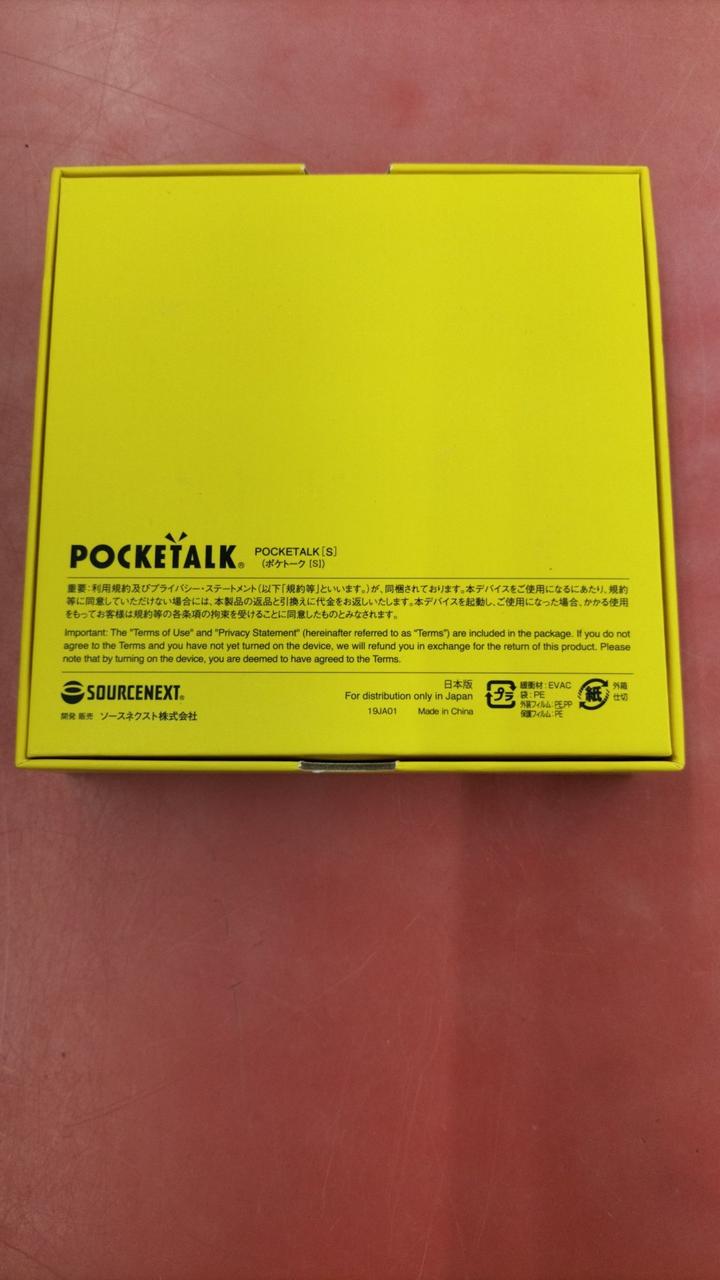 POCKETALK® POCKETALK[S]
(ポケトーク [S])
重要：利用規約及びプライバシー・ステートメント(以下「規約等」といいます。)が、同梱されております。本デバイスをご使用になるにあたり、規約
等に同意していただけない場合には、本製品の返品と引換えに代金をお返しいたします。本デバイスを起動し、ご使用になった場合、かかる使用
をもってお客様は規約等の各条項の拘束を受けることに同意したものとみなされます。
Important: The "Terms of Use" and "Privacy Statement" (hereinafter referred to as "Terms") are included in the package. If you do not
agree to the Terms and you have not yet turned on the device, we will refund you in exchange for the return of this product. Please
note that by turning on the device, you are deemed to have agreed to the Terms.
SOURCENEXT®
開発 販売 ソースネクスト株式会社
日本版
For distribution only in Japan
19JA01 Made in China
プラ
緩衝材：EVAC
袋：PE
外装フィルム：PE,PP
保護フィルム：PE
紙
外箱
仕切